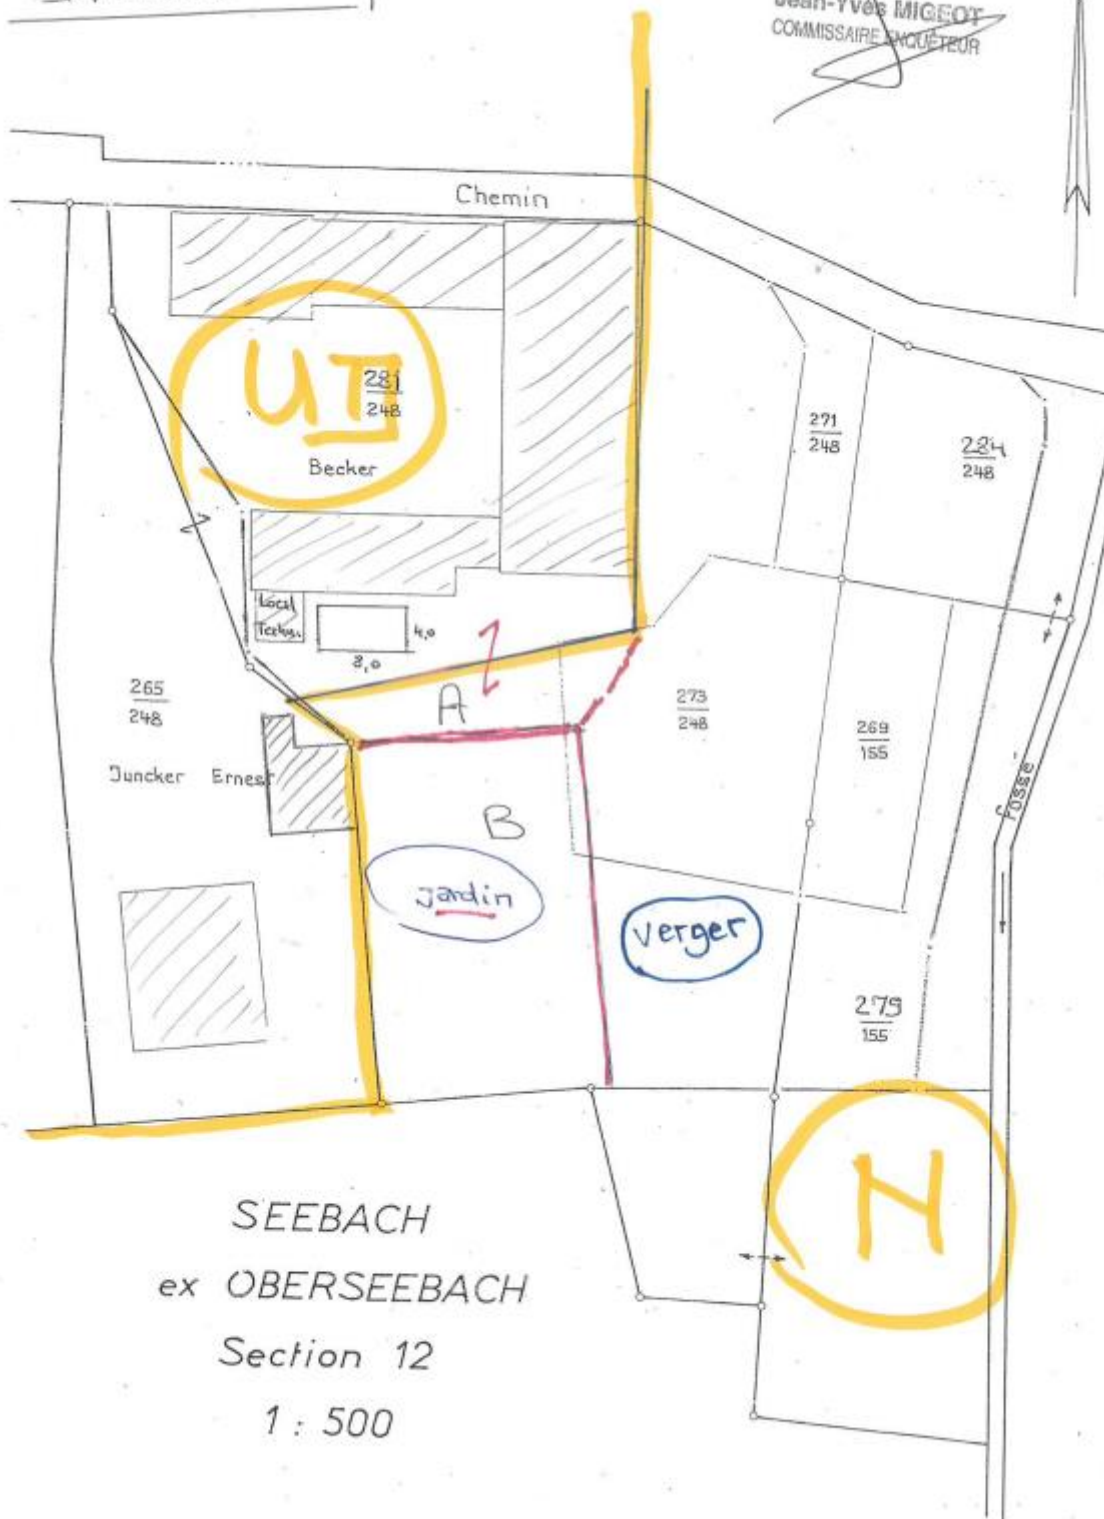 Jean-Yves MIGEOT
COMMISSAIRE ENQUÊTEUR
Chemin
UJ
281
248
Becker
271
248
284
248
Local
4,0
8,0
265
248
A
273
248
269
155
Juncker Ernest
fossé
B
jardin
verger
279
155
N
SEEBACH
ex OBERSEEBACH
Section 12
1 : 500